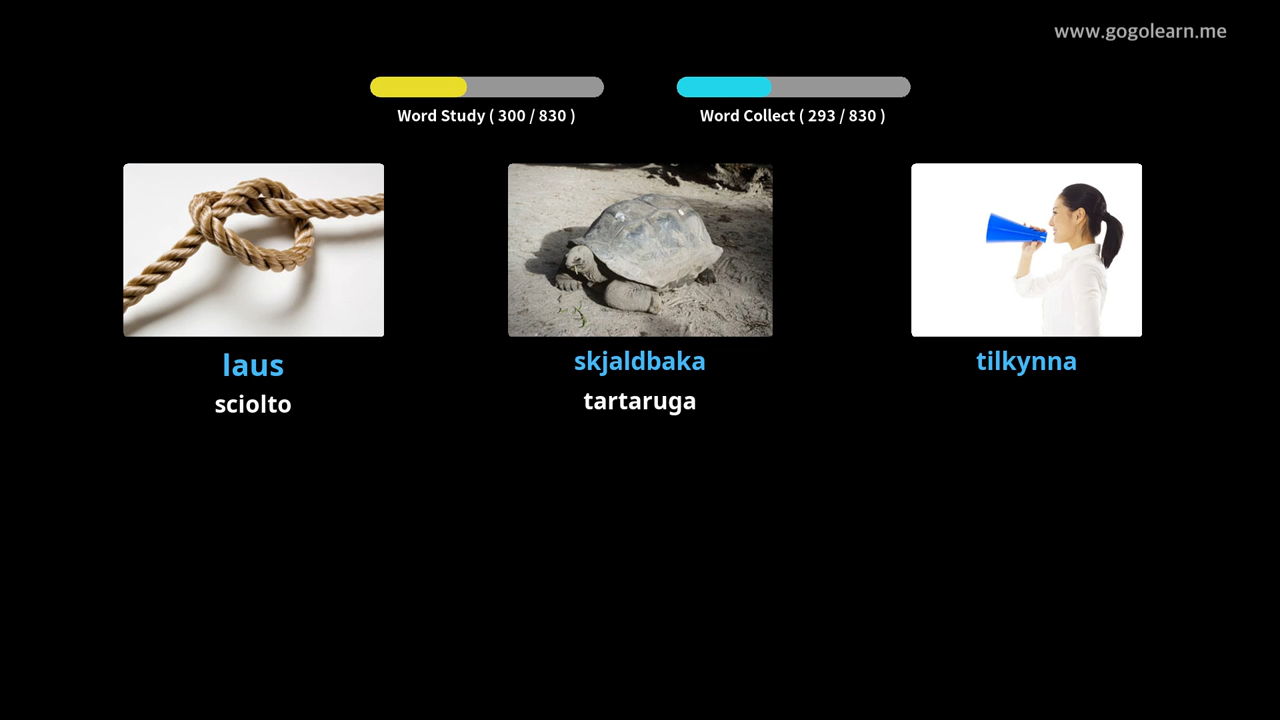 www.gogolearn.me
Word Study ( 300 / 830 )
Word Collect ( 293 / 830 )
laus
sciolto
skjaldbaka
tartaruga
tilkynna